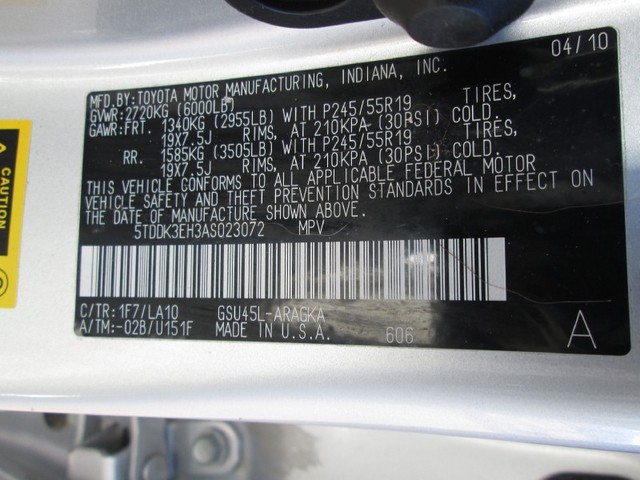 04/10
MFD.BY:TOYOTA MOTOR MANUFACTURING, INDIANA, INC.
GVWR:2720KG (6000LB)
GAWR:FRT. 1340KG (2955LB) WITH P245/55R19 TIRES,
19X7.5J RIMS, AT 210KPA (30PSI) COLD.
RR. 1585KG (3505LB) WITH P245/55R19 TIRES,
19X7.5J RIMS, AT 210KPA (30PSI) COLD.
THIS VEHICLE CONFORMS TO ALL APPLICABLE FEDERAL MOTOR
VEHICLE SAFETY AND THEFT PREVENTION STANDARDS IN EFFECT ON
THE DATE OF MANUFACTURE SHOWN ABOVE.
5TDDK3EH3AS023072 MPV
C/TR:1F7/LA10 GSU45L-ARAGKA
A/TM:-02B/U151F MADE IN U.S.A. 606 A
CAUTION